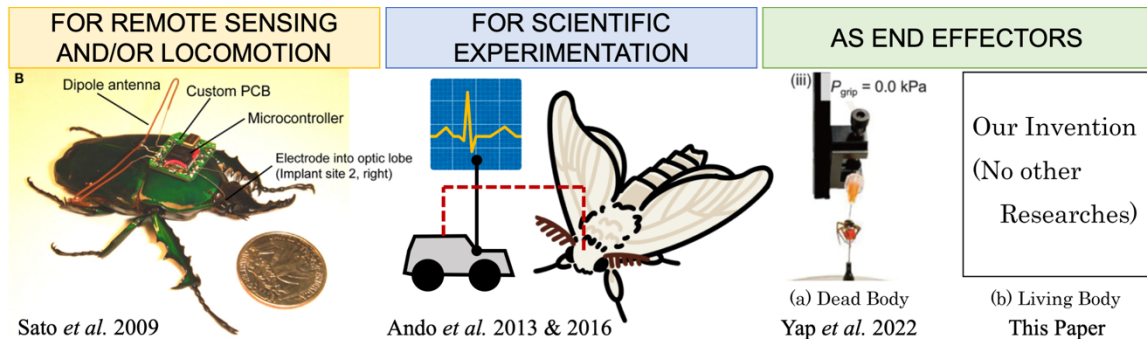 FOR REMOTE SENSING
AND/OR LOCOMOTION
B
Dipole antenna
Custom PCB
Microcontroller
Electrode into optic lobe
(Implant site 2, right)
Sato et al. 2009
FOR SCIENTIFIC
EXPERIMENTATION
Ando et al. 2013 & 2016
AS END EFFECTORS
(iii)
Pgrip = 0.0 kPa
(a) Dead Body
Yap et al. 2022
Our Invention
(No other
Researches)
(b) Living Body
This Paper